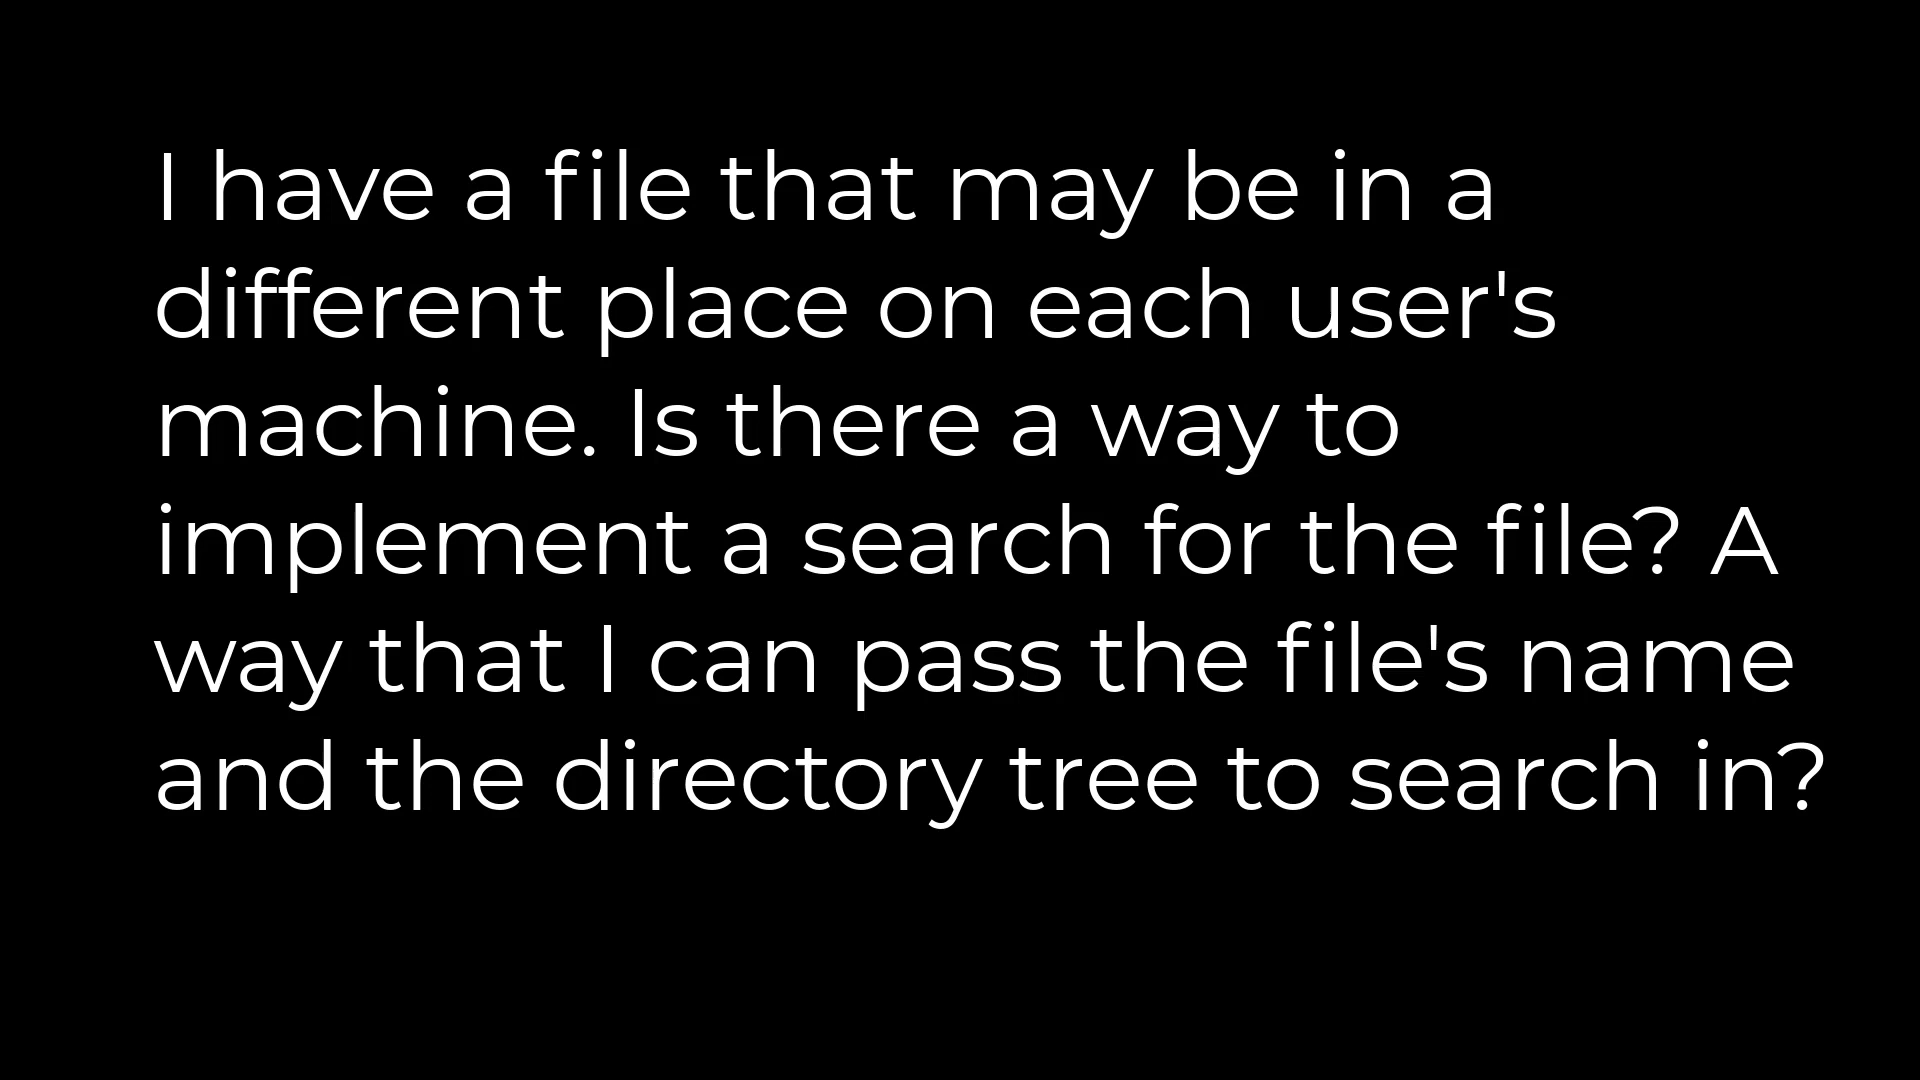 I have a file that may be in a
different place on each user's
machine. Is there a way to
implement a search for the file? A
way that I can pass the file's name
and the directory tree to search in?